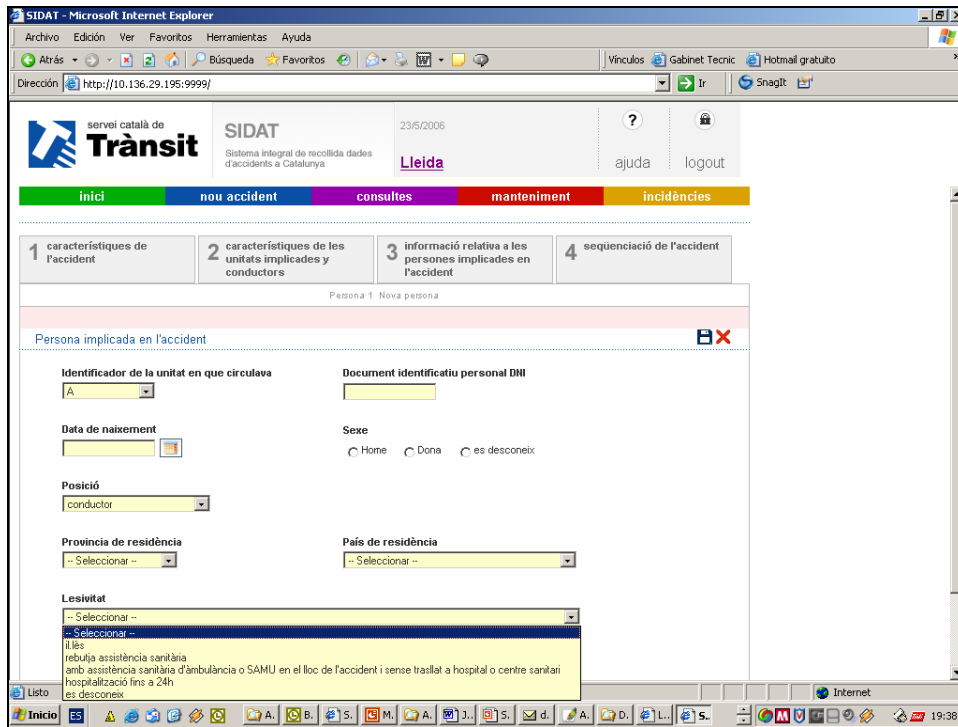 SIDAT - Microsoft Internet Explorer
Archivo Edición Ver Favoritos Herramientas Ayuda
Atrás Búsqueda Favoritos Vínculos Gabinet Tecnic Hotmail gratuito
Dirección http://10.136.29.195:9999/ Ir SnagIt
servei català de
Trànsit
SIDAT
Sistema integral de recollida dades
d'accidents a Catalunya
23/5/2006
Lleida
?
ajuda logout
inici nou accident consultes manteniment incidències
1 característiques de
l'accident
2 característiques de les
unitats implicades y
conductors
3 informació relativa a les
persones implicades en
l'accident
4 seqüenciació de l'accident
Persona 1 Nova persona
Persona implicada en l'accident
Identificador de la unitat en que circulava Document identificatiu personal DNI
A
Data de naixement Sexe
Home Dona es desconeix
Posició
conductor
Provincia de residència País de residència
-- Seleccionar -- -- Seleccionar --
Lesivitat
-- Seleccionar --
-- Seleccionar --
il.lès
rebutja assistència sanitària
amb assistència sanitària d'àmbulància o SAMU en el lloc de l'accident i sense trasllat a hospital o centre sanitari
hospitalització fins a 24h
es desconeix
Listo Internet
Inicio ES A. B. S. M. A. J.. S. d. A. D. L.. S.. 19:38